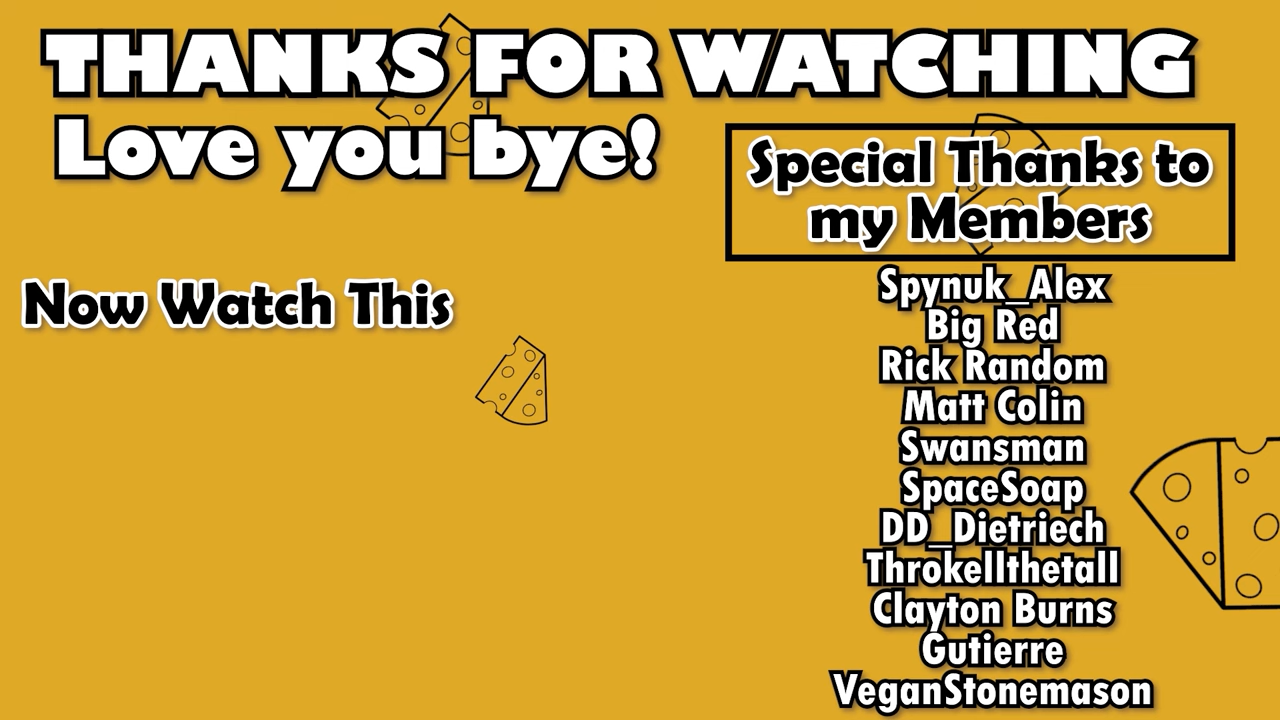 THANKS FOR WATCHING
Love you bye!
Special Thanks to
my Members
Now Watch This
Spynuk_Alex
Big Red
Rick Random
Matt Colin
Swansman
SpaceSoap
DD_Dietriech
Throkellthetall
Clayton Burns
Gutierre
VeganStonemason